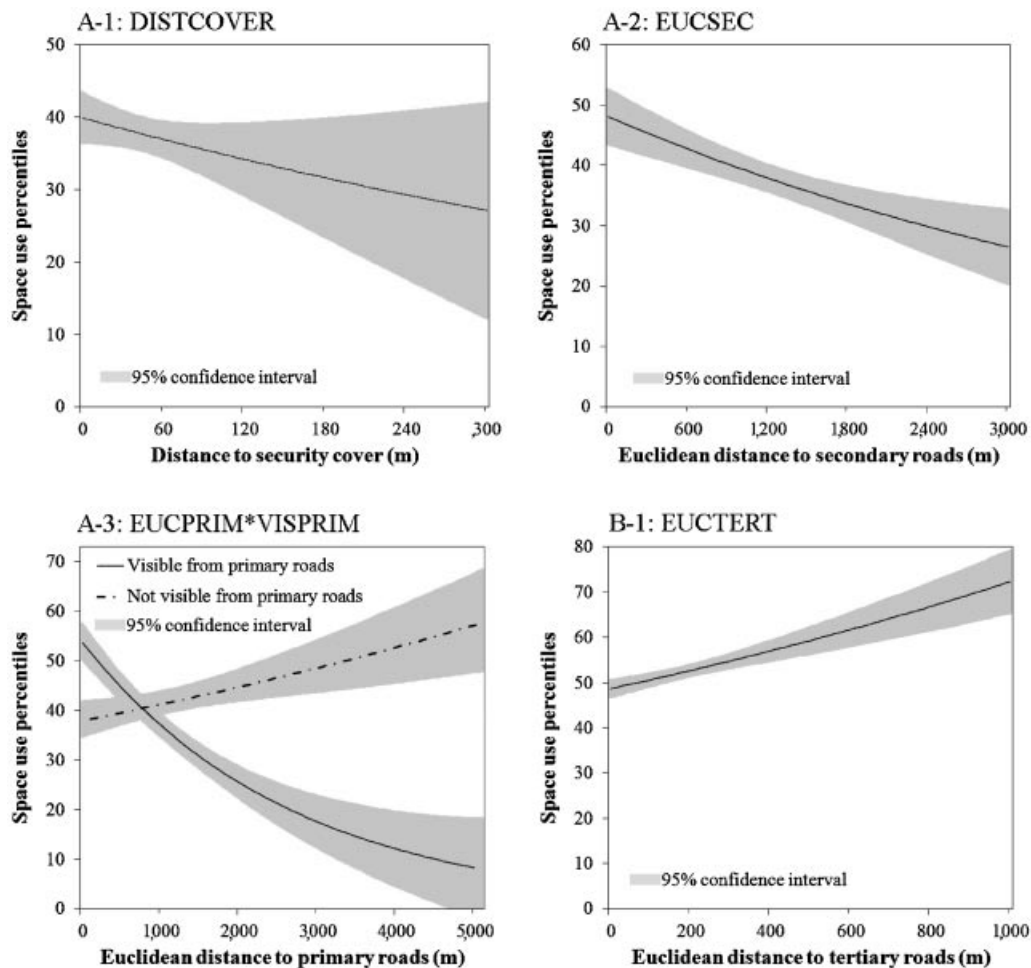 A-1: DISTCOVER
50
40
30
20
10
0
Space use percentiles
95% confidence interval
0 60 120 180 240 ,300
Distance to security cover (m)
A-2: EUCSEC
60
50
40
30
20
10
0
Space use percentiles
95% confidence interval
0 600 1,200 1,800 2,400 3,000
Euclidean distance to secondary roads (m)
A-3: EUCPRIM*VISPRIM
70
60
50
40
30
20
10
0
Space use percentiles
Visible from primary roads
Not visible from primary roads
95% confidence interval
0 1,000 2,000 3,000 4,000 5,000
Euclidean distance to primary roads (m)
B-1: EUCTERT
80
70
60
50
40
30
20
10
0
Space use percentiles
95% confidence interval
0 200 400 600 800 1,000
Euclidean distance to tertiary roads (m)